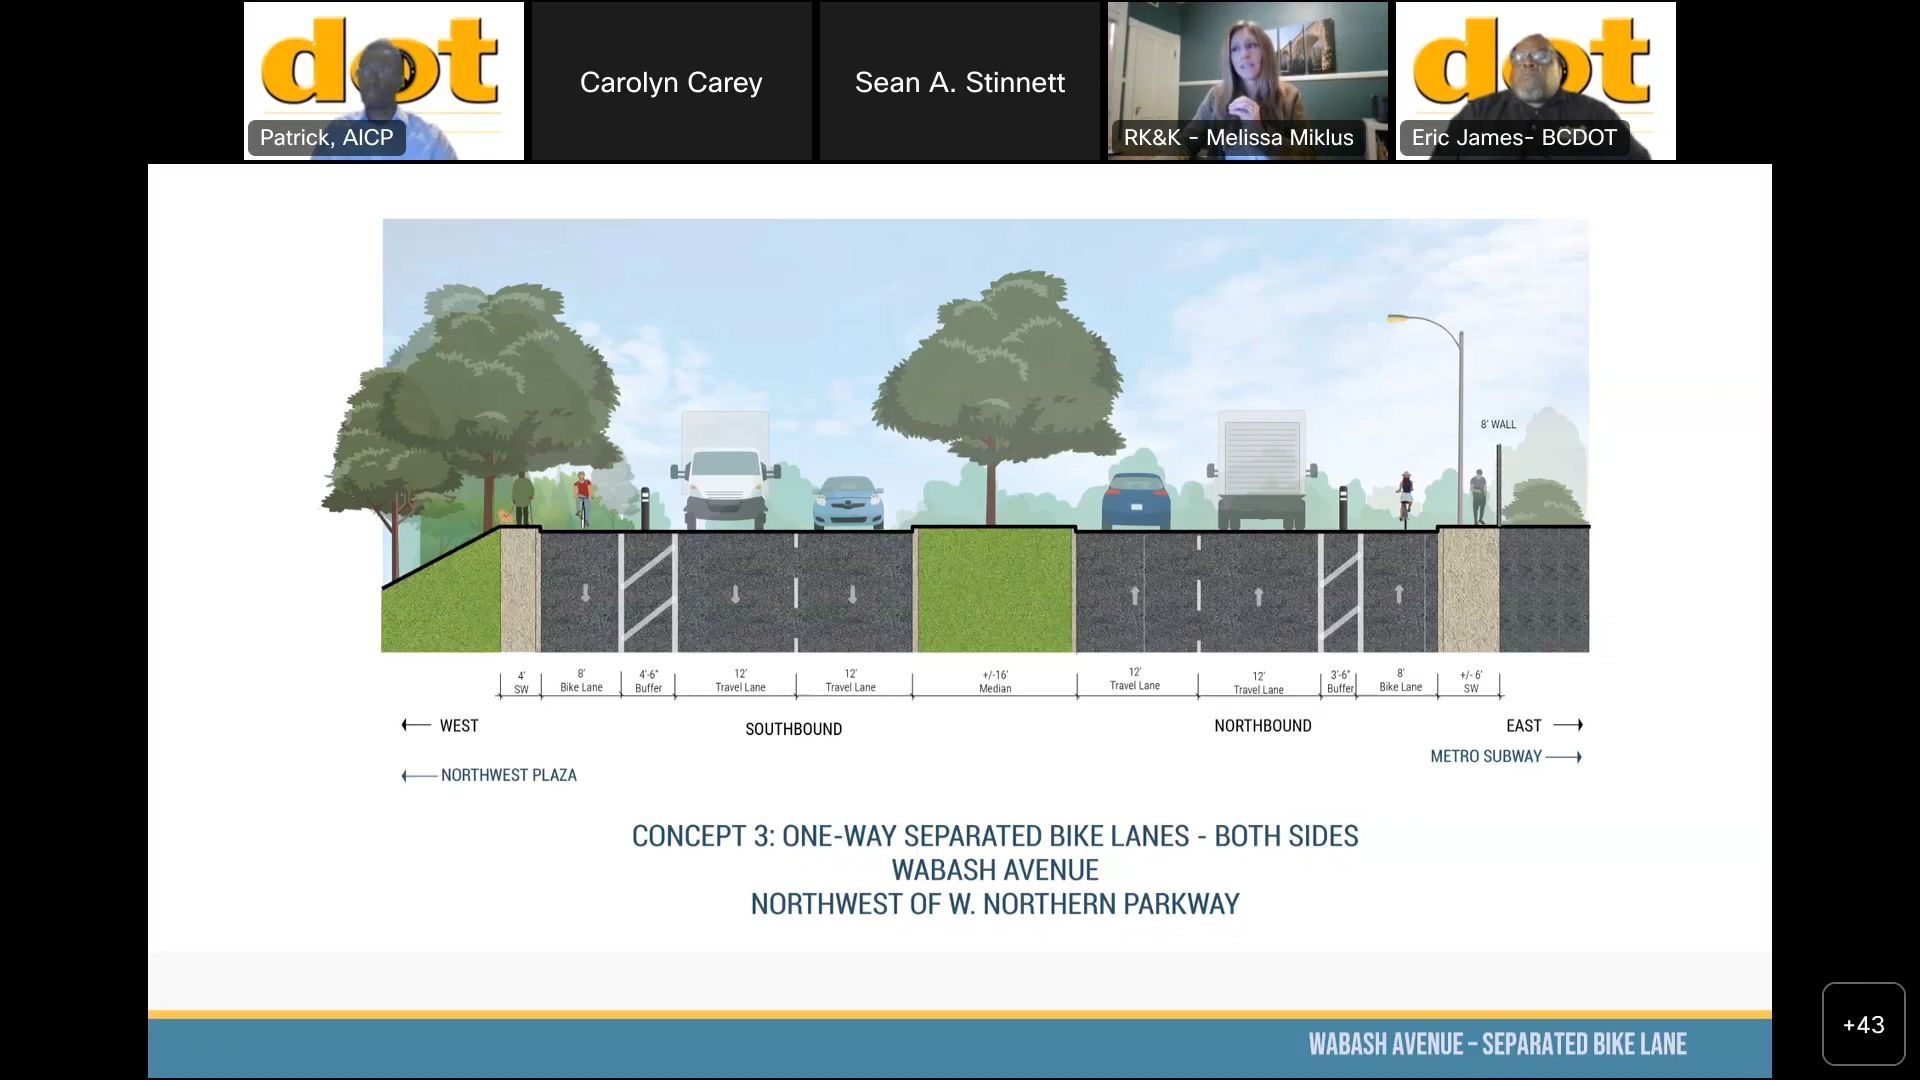 dot
Patrick, AICP
Carolyn Carey
Sean A. Stinnett
RK&K - Melissa Miklus
dot
Eric James- BCDOT
8' WALL
4'
SW
8'
Bike Lane
4'-6"
Buffer
12'
Travel Lane
12'
Travel Lane
+/-16'
Median
12'
Travel Lane
12'
Travel Lane
3'-6"
Buffer
8'
Bike Lane
+/- 6'
SW
WEST
SOUTHBOUND
NORTHBOUND
EAST
METRO SUBWAY
NORTHWEST PLAZA
CONCEPT 3: ONE-WAY SEPARATED BIKE LANES - BOTH SIDES
WABASH AVENUE
NORTHWEST OF W. NORTHERN PARKWAY
+43
WABASH AVENUE – SEPARATED BIKE LANE